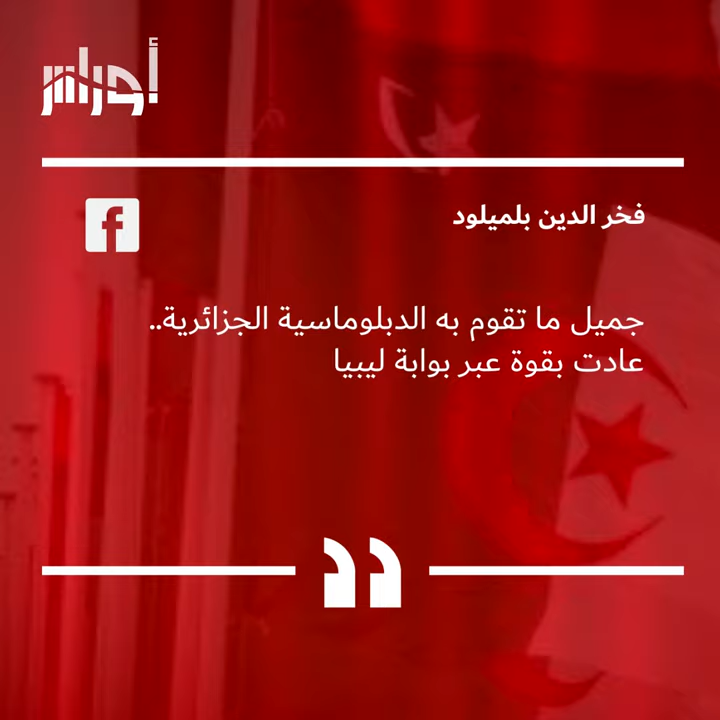 أوراس
فخر الدين بلميلود
جميل ما تقوم به الدبلوماسية الجزائرية..
عادت بقوة عبر بوابة ليبيا